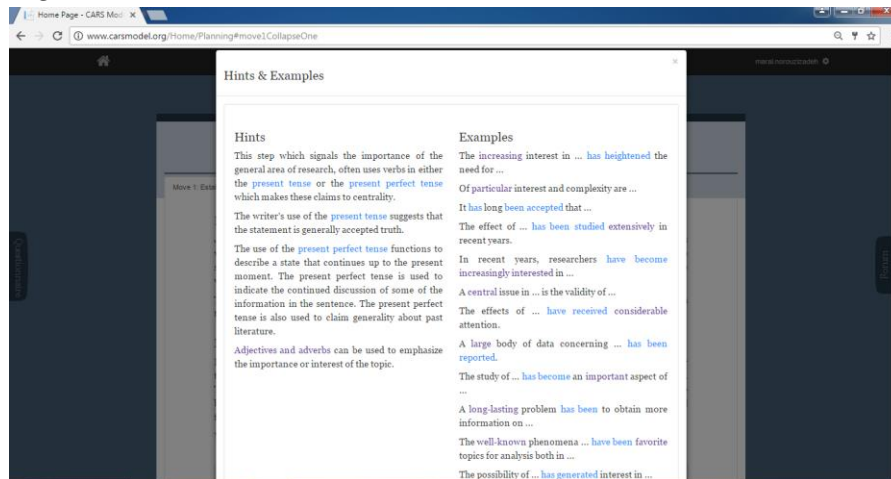 Home Page - CARS Mod
www.carsmodel.org/Home/Planning#move1CollapseOne
Hints & Examples
Move 1: Esta
Questionnaire
Hints
This step which signals the importance of the
general area of research, often uses verbs in either
the present tense or the present perfect tense
which makes these claims to centrality.
The writer's use of the present tense suggests that
the statement is generally accepted truth.
The use of the present perfect tense functions to
describe a state that continues up to the present
moment. The present perfect tense is used to
indicate the continued discussion of some of the
information in the sentence. The present perfect
tense is also used to claim generality about past
literature.
Adjectives and adverbs can be used to emphasize
the importance or interest of the topic.
Examples
The increasing interest in ... has heightened the
need for ...
Of particular interest and complexity are ...
It has long been accepted that ...
The effect of ... has been studied extensively in
recent years.
In recent years, researchers have become
increasingly interested in ...
A central issue in ... is the validity of ...
The effects of ... have received considerable
attention.
A large body of data concerning ... has been
reported.
The study of ... has become an important aspect of
...
A long-lasting problem has been to obtain more
information on ...
The well-known phenomena ... have been favorite
topics for analysis both in ...
The possibility of ... has generated interest in ...